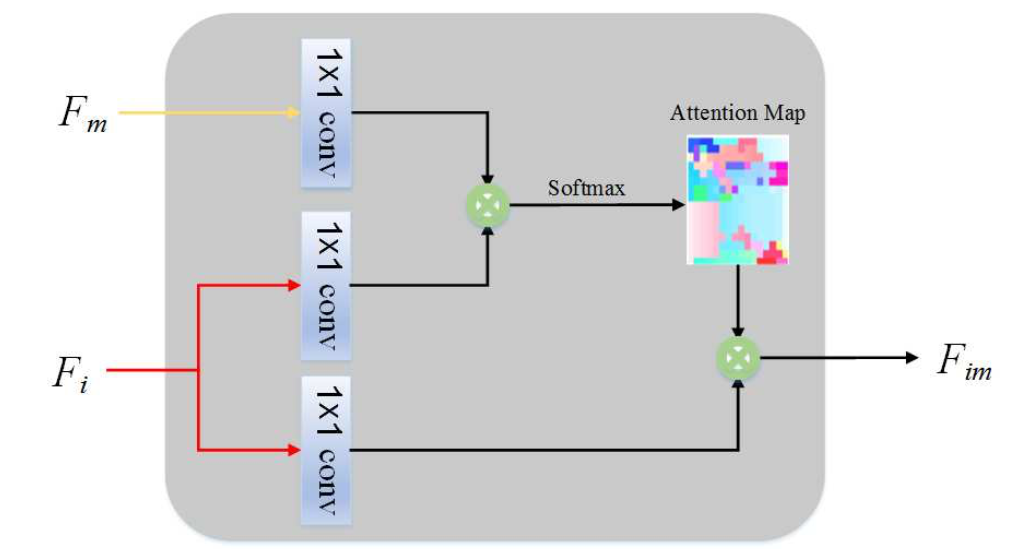 F_m
1x1 conv
Attention Map
Softmax
1x1 conv
F_i
F_im
1x1 conv